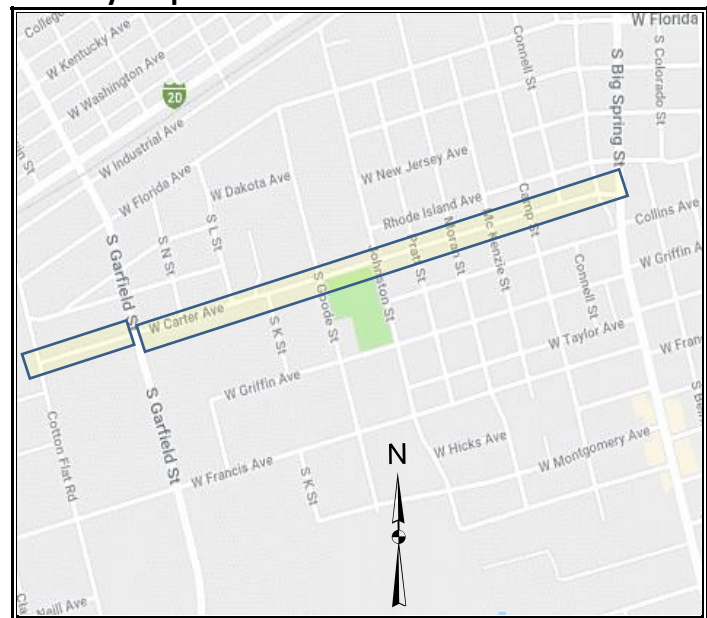 W Florida
College
W Kentucky Ave
W Washington Ave
20
Connell St
S Big Spring St
S Colorado St
W Industrial Ave
W Florida Ave
W Dakota Ave
W New Jersey Ave
S L St
S N St
Rhode Island Ave
Camp St
Collins Ave
S Garfield St
Mc Kenzie St
Moran St
Pratt St
Johnston St
W Griffin A
Connell St
S Goode St
W Carter Ave
S K St
W Taylor Ave
W Fran
W Griffin Ave
S Garfield St
Cotton Flat Rd
W Hicks Ave
W Montgomery Ave
W Francis Ave
S K St
N
Neill Ave